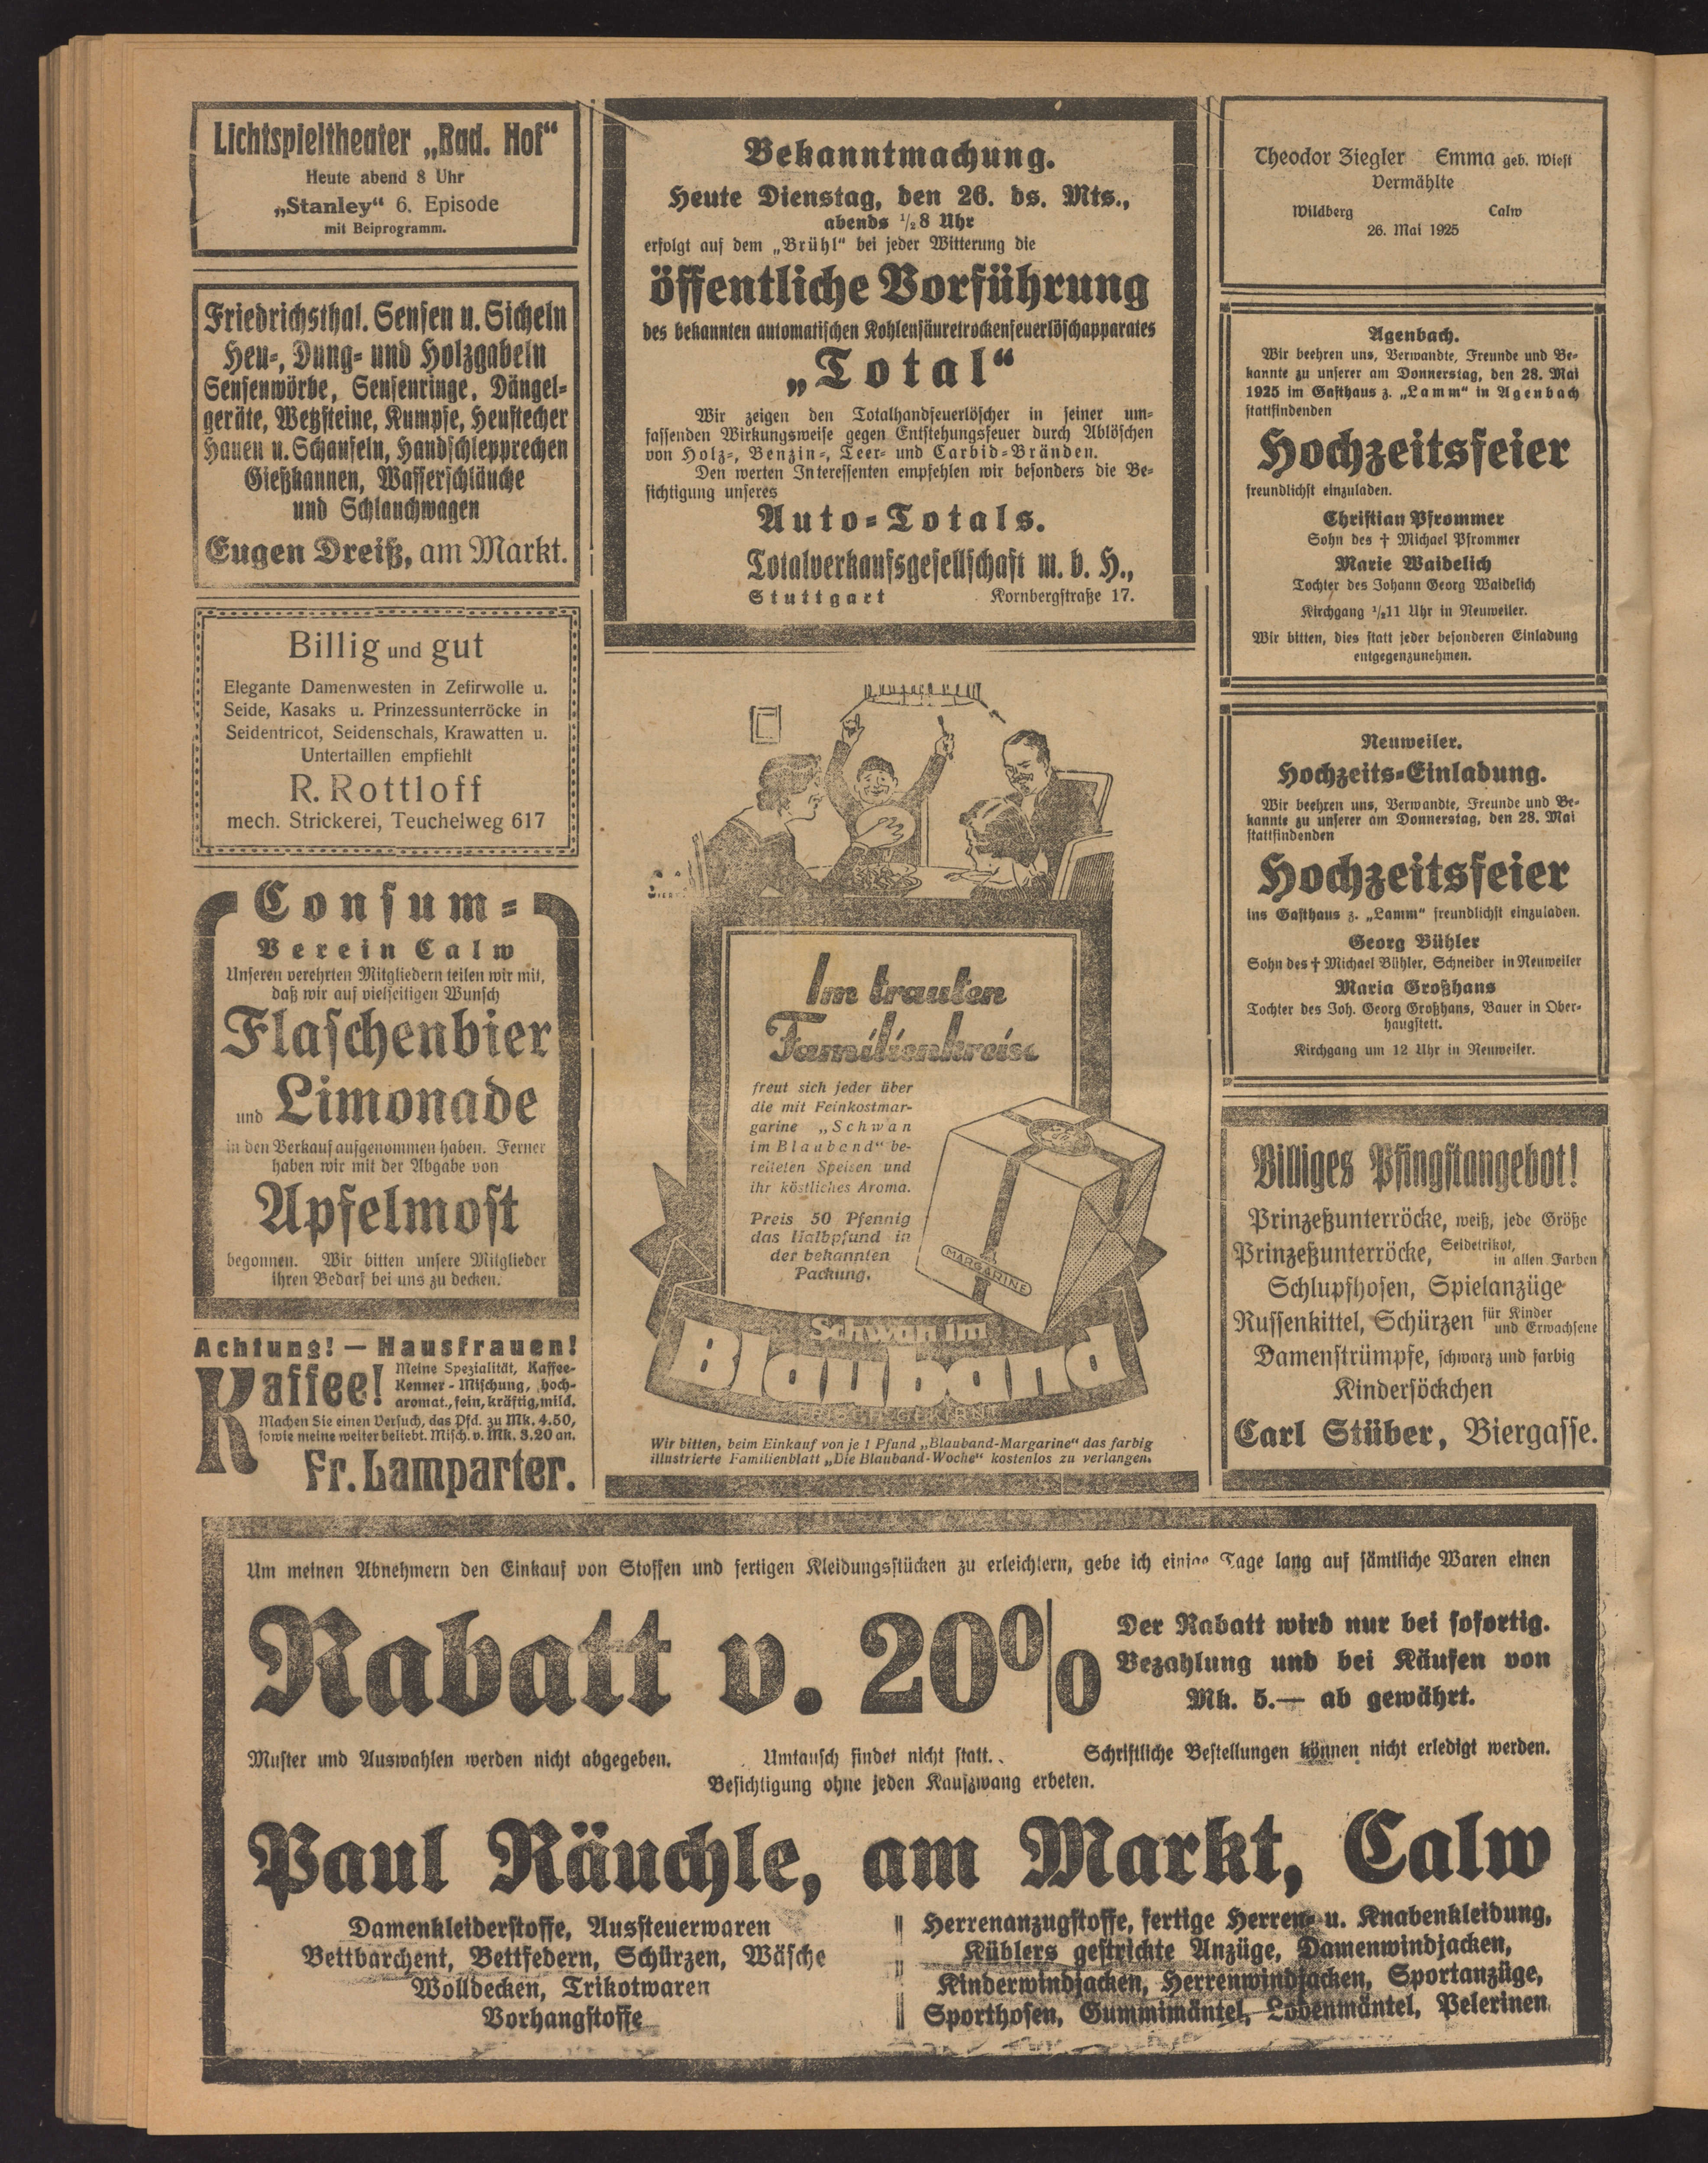 Lichtspieltheater „Bad. Hof“
Heute abend 8 Uhr
„Stanley“ 6. Episode
mit Beiprogramm.
Friedrichsthal. Sensen u. Sicheln
Heu-, Dung- und Holzgabeln
Sensenwörbe, Sensenringe, Dängel-
geräte, Wetzsteine, Kumpfe, Heustecher
Hauen u. Schaufeln, Handschlepprechen
Gießkannen, Wasserschläuche
und Schlauchwagen
Eugen Dreiß, am Markt.
Billig und gut
Elegante Damenwesten in Zefirwolle u.
Seide, Kasaks u. Prinzessunterröcke in
Seidentricot, Seidenschals, Krawatten u.
Untertaillen empfiehlt
R. Rottloff
mech. Strickerei, Teuchelweg 617
Consum-
Verein Calw
Unseren verehrten Mitgliedern teilen wir mit,
daß wir auf vielseitigen Wunsch
Flaschenbier
und Limonade
in den Verkauf aufgenommen haben. Ferner
haben wir mit der Abgabe von
Apfelmost
begonnen. Wir bitten unsere Mitglieder
ihren Bedarf bei uns zu decken.
Achtung! — Hausfrauen!
Kaffee! Meine Spezialität, Kaffee-
Kenner-Mischung, hoch-
aromat., fein, kräftig, mild.
Machen Sie einen Versuch, das Pfd. zu Mk. 4.50,
sowie meine weiter beliebt. Misch. v. Mk. 3.20 an.
Fr. Lamparter.
Bekanntmachung.
Heute Dienstag, den 26. ds. Mts.,
abends ½8 Uhr
erfolgt auf dem „Brühl“ bei jeder Witterung die
öffentliche Vorführung
des bekannten automatischen Kohlensäuretrockenfeuerlöschapparates
„Total“
Wir zeigen den Totalhandfeuerlöscher in seiner um-
fassenden Wirkungsweise gegen Entstehungsfeuer durch Ablöschen
von Holz-, Benzin-, Teer- und Carbid-Bränden.
Den werten Interessenten empfehlen wir besonders die Be-
sichtigung unseres
Auto-Totals.
Totalverkaufsgesellschaft m. b. H.,
Stuttgart Kornbergstraße 17.
Im trauten
Familienkreise
freut sich jeder über
die mit Feinkostmar-
garine „Schwan
im Blauband“ be-
reiteten Speisen und
ihr köstliches Aroma.
Preis 50 Pfennig
das Halbpfund in
der bekannten
Packung.
MARGARINE
Schwan im
Blauband
Wir bitten, beim Einkauf von je 1 Pfund „Blauband-Margarine“ das farbig
illustrierte Familienblatt „Die Blauband-Woche“ kostenlos zu verlangen.
Theodor Ziegler Emma geb. Wiest
Vermählte
Wildberg Calw
26. Mai 1925
Agenbach.
Wir beehren uns, Verwandte, Freunde und Be-
kannte zu unserer am Donnerstag, den 28. Mai
1925 im Gasthaus z. „Lamm“ in Agenbach
stattfindenden
Hochzeitsfeier
freundlichst einzuladen.
Christian Pfrommer
Sohn des † Michael Pfrommer
Marie Waidelich
Tochter des Johann Georg Waidelich
Kirchgang ½11 Uhr in Neuweiler.
Wir bitten, dies statt jeder besonderen Einladung
entgegenzunehmen.
Neuweiler.
Hochzeits-Einladung.
Wir beehren uns, Verwandte, Freunde und Be-
kannte zu unserer am Donnerstag, den 28. Mai
stattfindenden
Hochzeitsfeier
ins Gasthaus z. „Lamm“ freundlichst einzuladen.
Georg Bühler
Sohn des † Michael Bühler, Schneider in Neuweiler
Maria Großhans
Tochter des Joh. Georg Großhans, Bauer in Ober-
haugstett.
Kirchgang um 12 Uhr in Neuweiler.
Billiges Pfingstangebot!
Prinzeßunterröcke, weiß, jede Größe
Prinzeßunterröcke, Seidetrikot, in allen Farben
Schlupfhosen, Spielanzüge
Russenkittel, Schürzen für Kinder und Erwachsene
Damenstrümpfe, schwarz und farbig
Kindersöckchen
Carl Stüber, Biergasse.
Um meinen Abnehmern den Einkauf von Stoffen und fertigen Kleidungsstücken zu erleichtern, gebe ich einige Tage lang auf sämtliche Waren einen
Rabatt v. 20%
Der Rabatt wird nur bei sofortig.
Bezahlung und bei Käufen von
Mk. 5.— ab gewährt.
Muster und Auswahlen werden nicht abgegeben. Umtausch findet nicht statt. Schriftliche Bestellungen können nicht erledigt werden.
Besichtigung ohne jeden Kaufzwang erbeten.
Paul Räuchle, am Markt, Calw
Damenkleiderstoffe, Aussteuerwaren
Bettbarchent, Bettfedern, Schürzen, Wäsche
Wolldecken, Trikotwaren
Vorhangstoffe
Herrenanzugstoffe, fertige Herren- u. Knabenkleidung,
Küblers gestrickte Anzüge, Damenwindjacken,
Kinderwindjacken, Herrenwindjacken, Sportanzüge,
Sporthosen, Gummimäntel, Lodenmäntel, Pelerinen